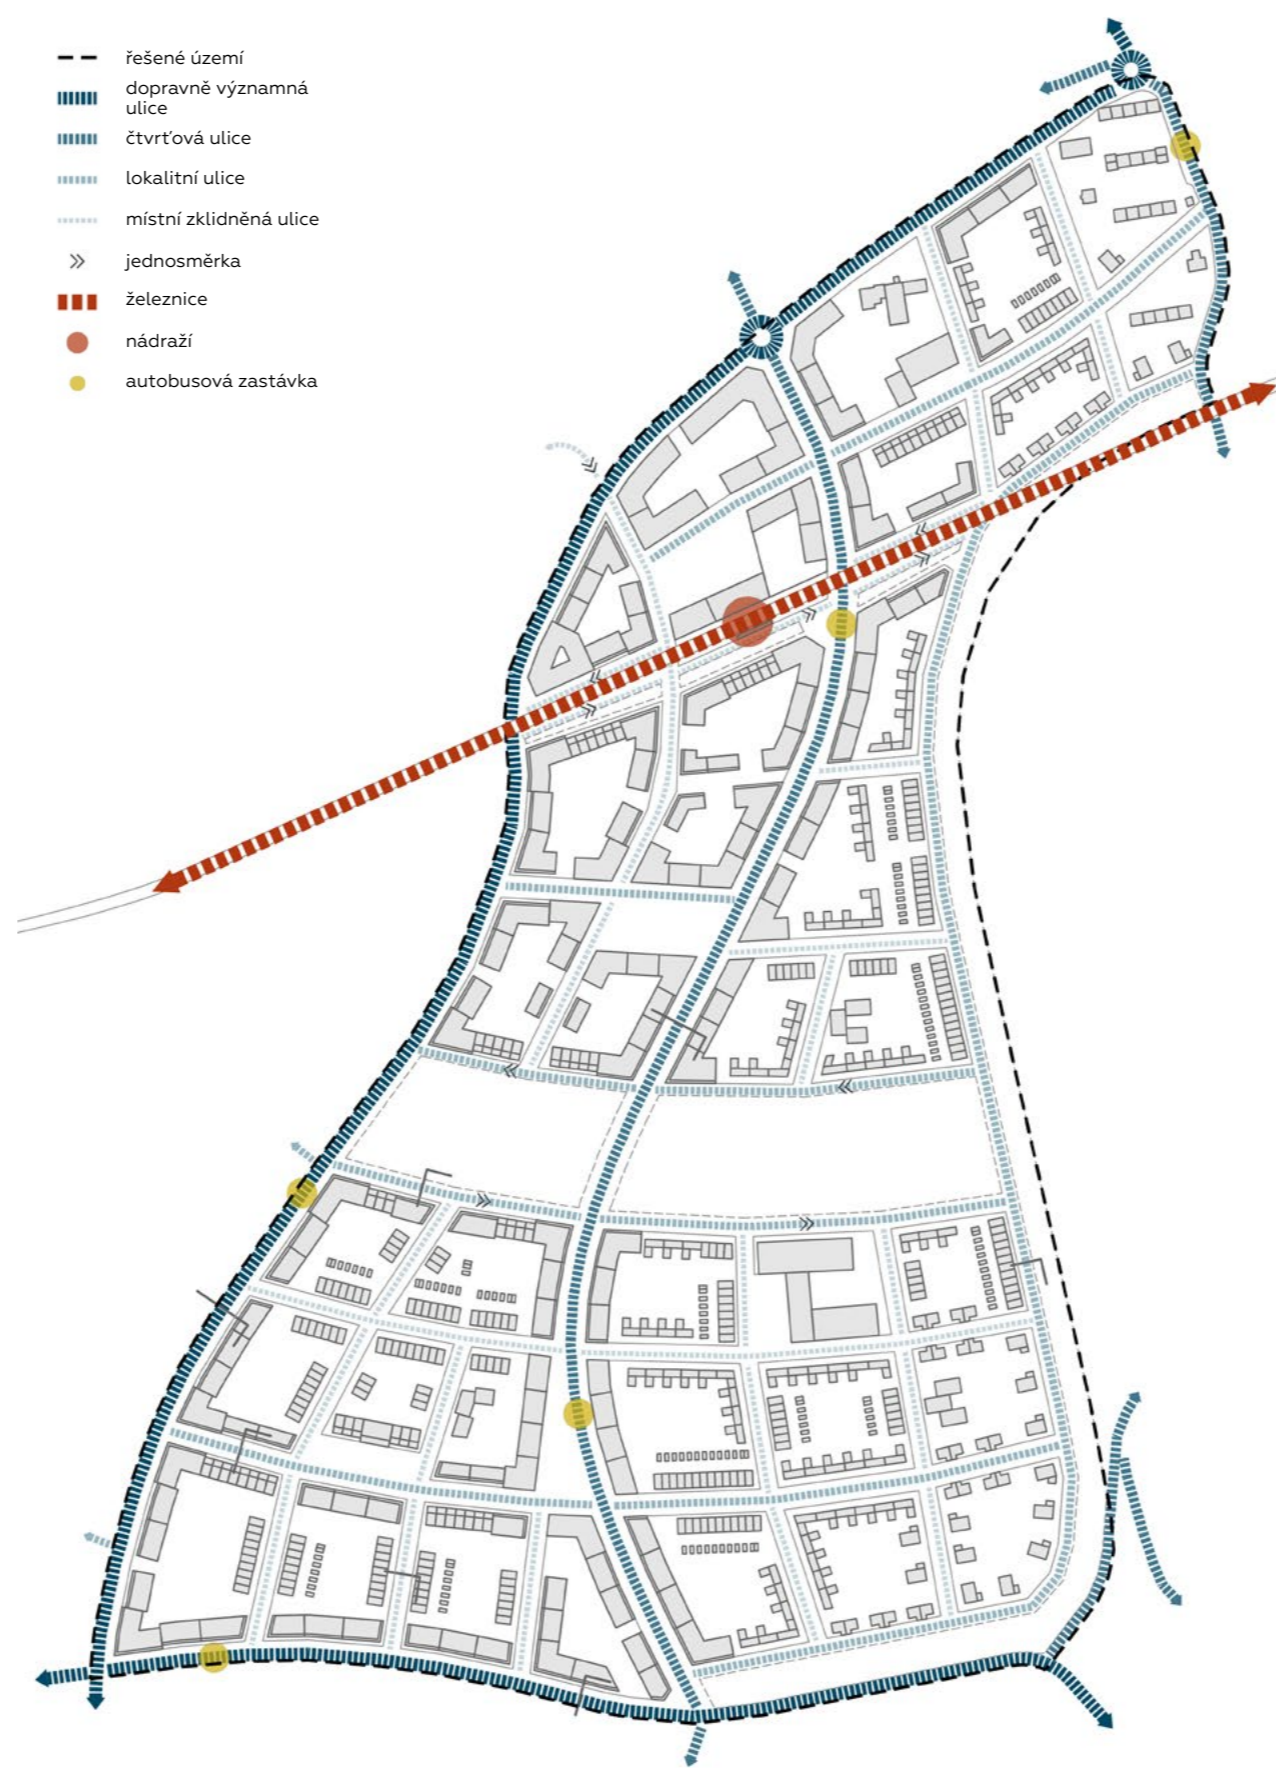 řešené území
dopravně významná
ulice
čtvrťová ulice
lokalitní ulice
místní zklidněná ulice
jednosměrka
železnice
nádraží
autobusová zastávka